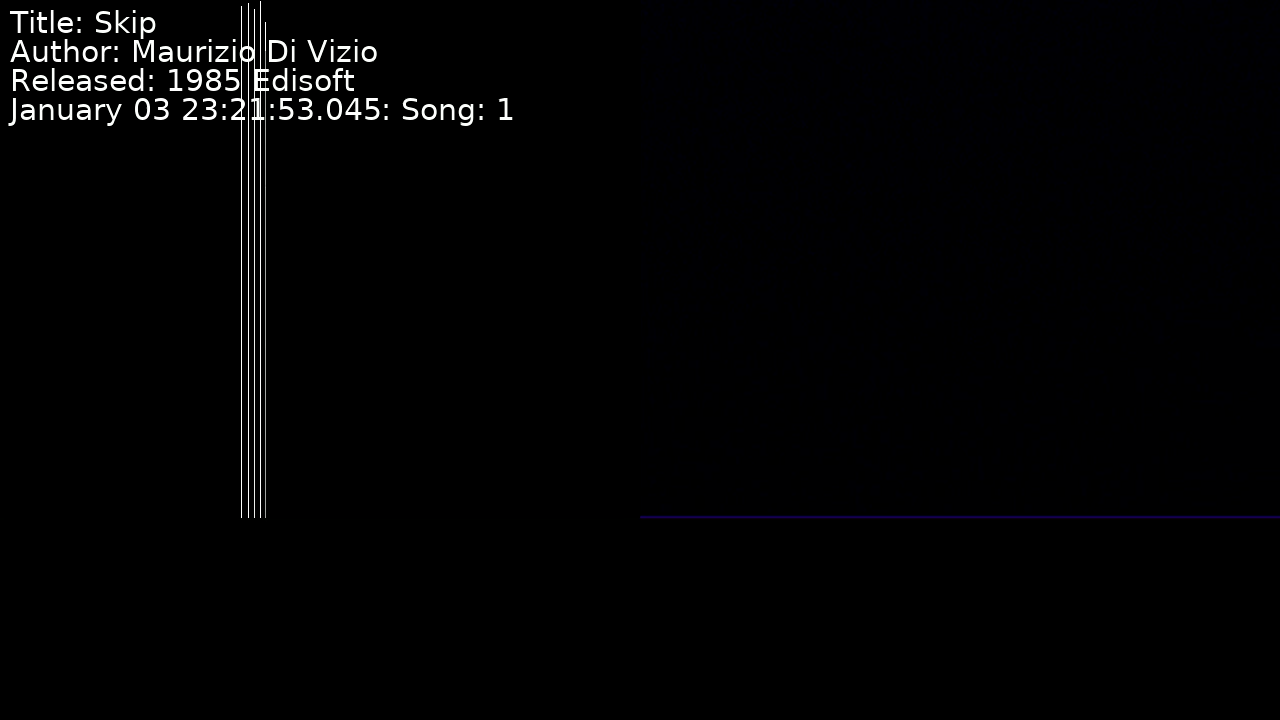 Title: Skip
Author: Maurizio Di Vizio
Released: 1985 Edisoft
January 03 23:21:53.045: Song: 1